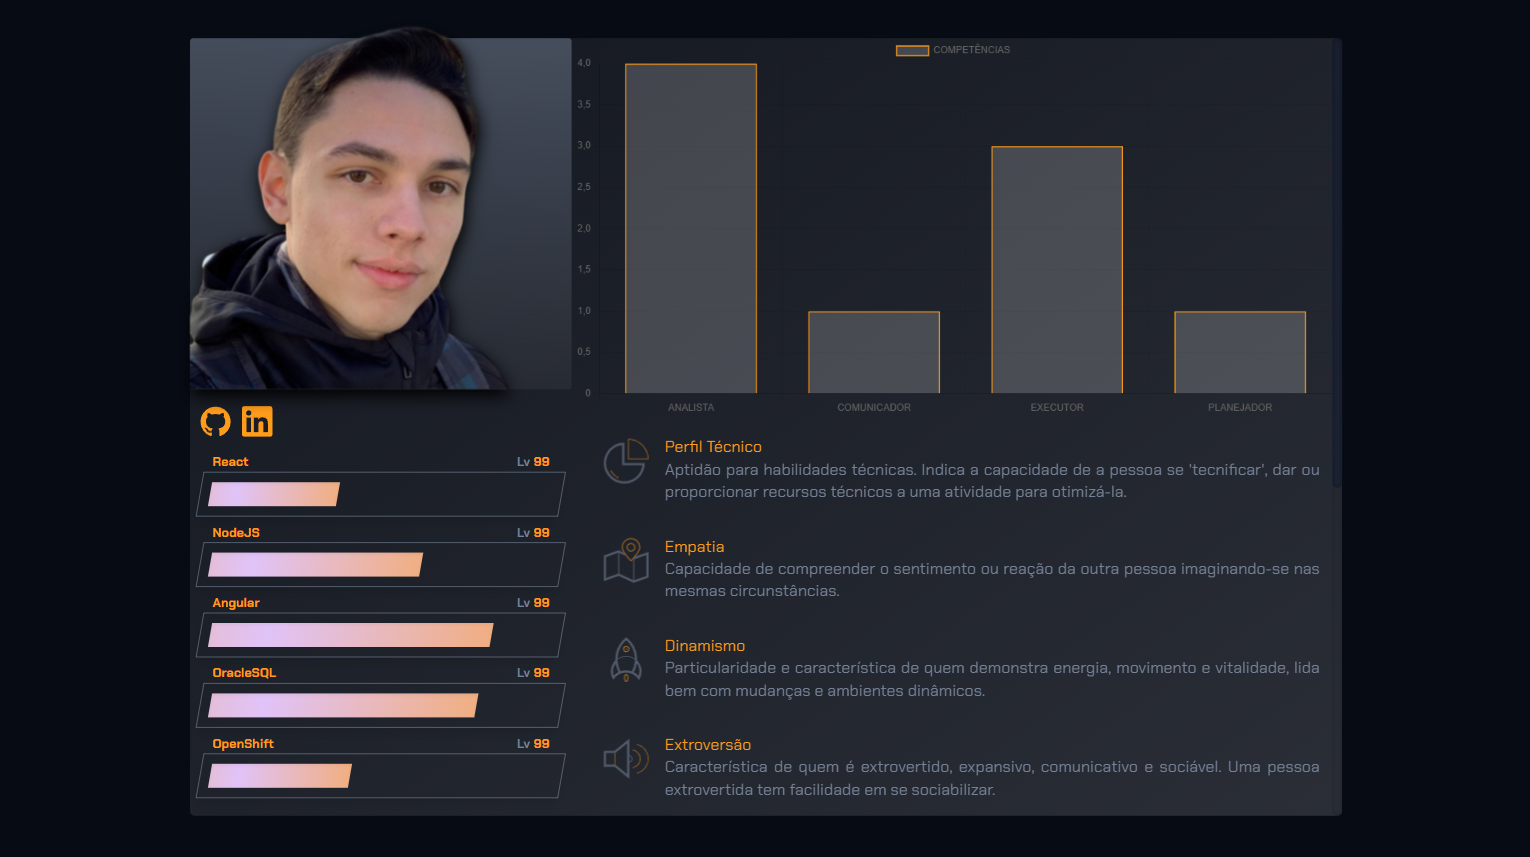 COMPETÊNCIAS
4,0
3,5
3,0
2,5
2,0
1,5
1,0
0,5
0
ANALISTA COMUNICADOR EXECUTOR PLANEJADOR
in
React Lv 99
NodeJS Lv 99
Angular Lv 99
OracleSQL Lv 99
OpenShift Lv 99
Perfil Técnico
Aptidão para habilidades técnicas. Indica a capacidade de a pessoa se 'tecnificar', dar ou
proporcionar recursos técnicos a uma atividade para otimizá-la.
Empatia
Capacidade de compreender o sentimento ou reação da outra pessoa imaginando-se nas
mesmas circunstâncias.
Dinamismo
Particularidade e característica de quem demonstra energia, movimento e vitalidade, lida
bem com mudanças e ambientes dinâmicos.
Extroversão
Característica de quem é extrovertido, expansivo, comunicativo e sociável. Uma pessoa
extrovertida tem facilidade em se sociabilizar.